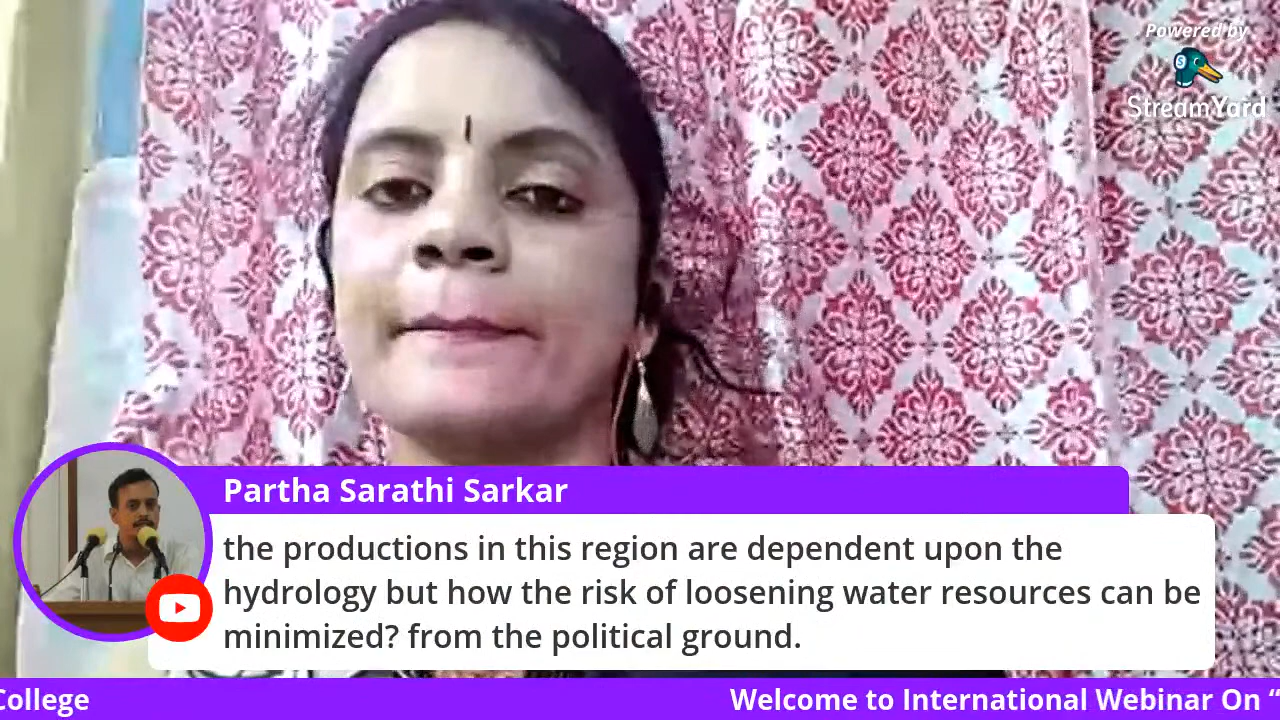 Powered by
StreamYard
Partha Sarathi Sarkar
the productions in this region are dependent upon the
hydrology but how the risk of loosening water resources can be
minimized? from the political ground.
College
Welcome to International Webinar On “